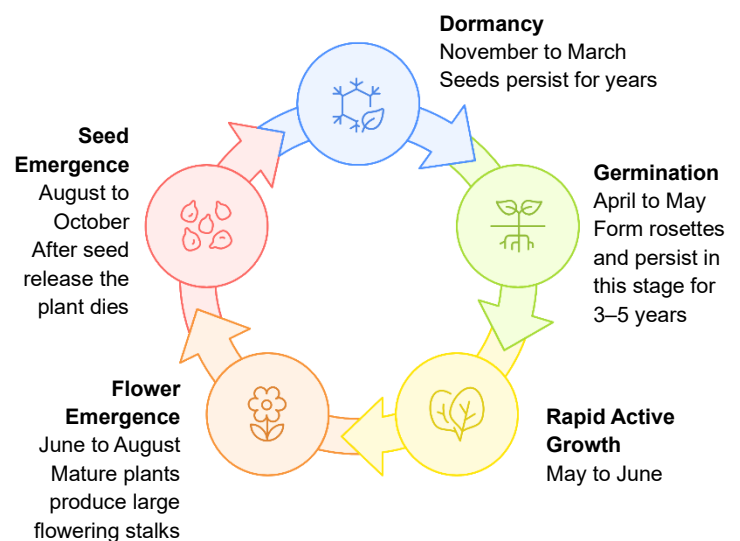 Dormancy
November to March
Seeds persist for years
Germination
April to May
Form rosettes
and persist in
this stage for
3–5 years
Rapid Active
Growth
May to June
Flower
Emergence
June to August
Mature plants
produce large
flowering stalks
Seed
Emergence
August to
October
After seed
release the
plant dies